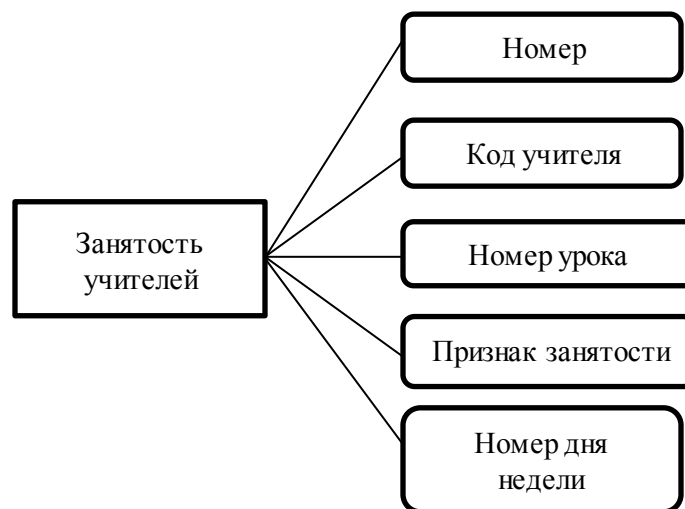 Номер
Код учителя
Занятость
учителей
Номер урока
Признак занятости
Номер дня
недели